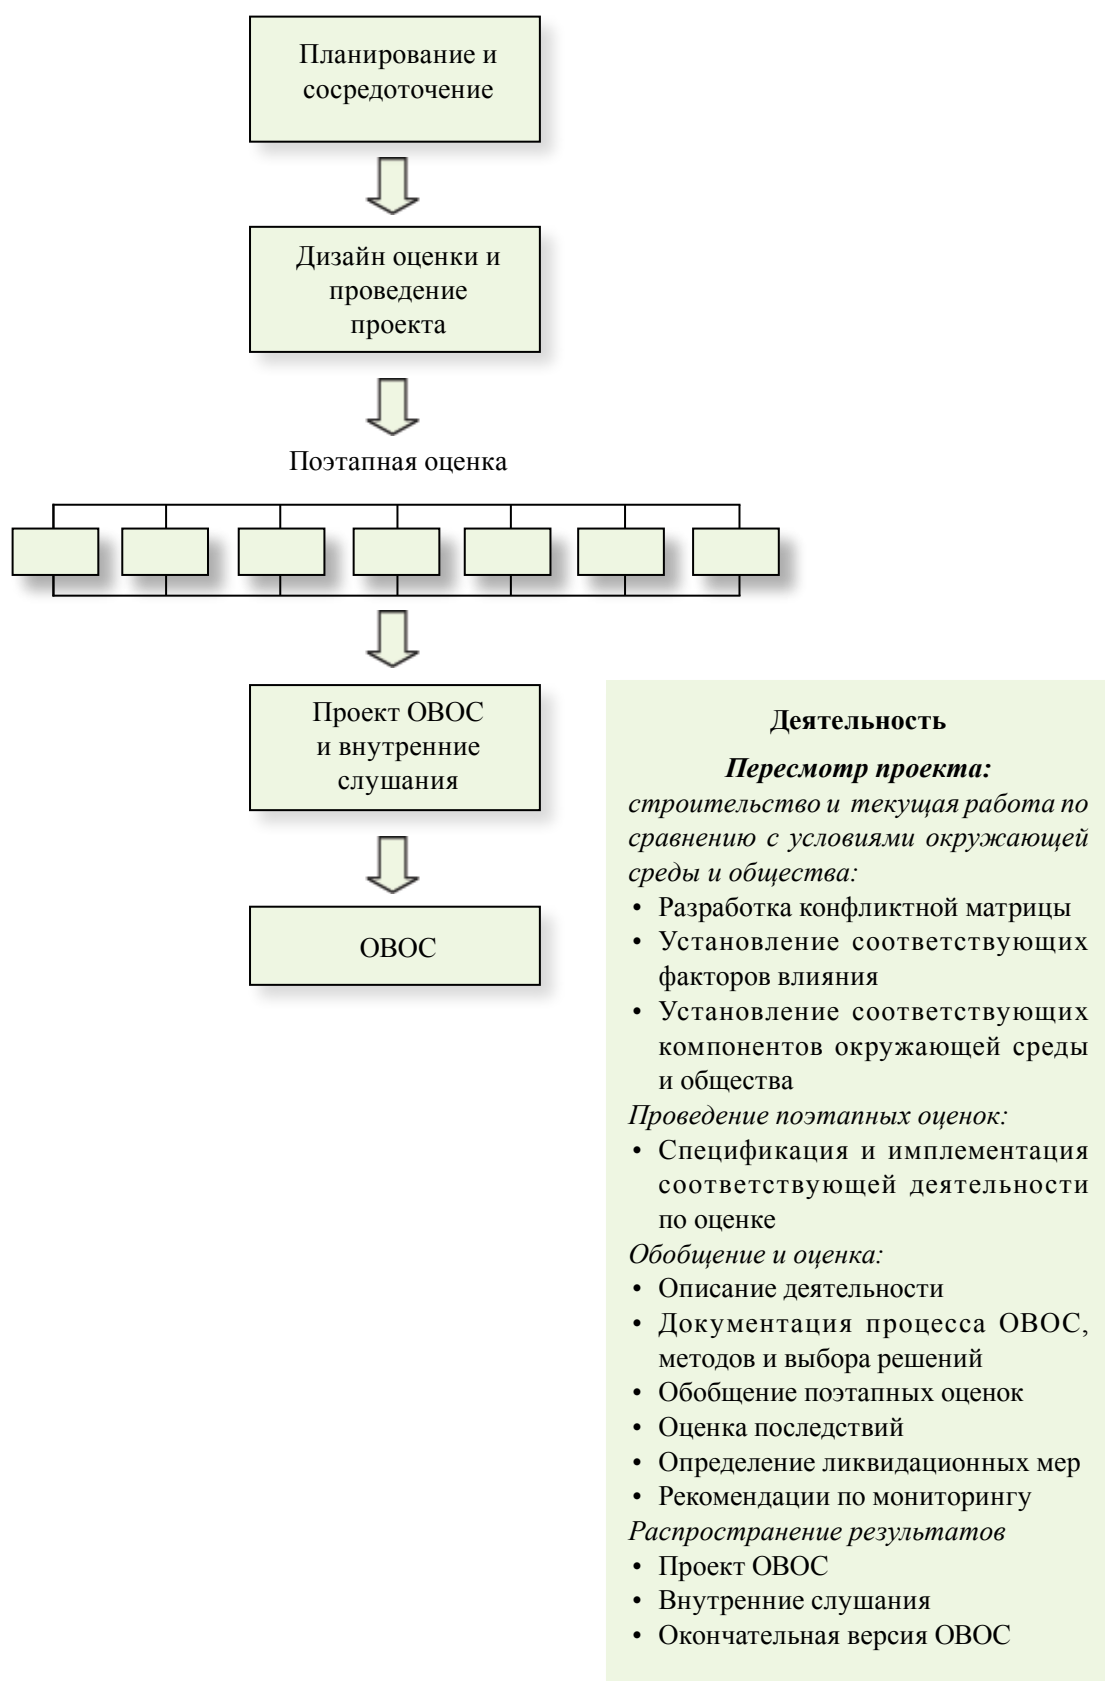 Планирование и
сосредоточение
Дизайн оценки и
проведение
проекта
Поэтапная оценка
Проект ОВОС
и внутренние
слушания
ОВОС
Деятельность
Пересмотр проекта:
строительство и текущая работа по
сравнению с условиями окружающей
среды и общества:
• Разработка конфликтной матрицы
• Установление соответствующих
факторов влияния
• Установление соответствующих
компонентов окружающей среды
и общества
Проведение поэтапных оценок:
• Спецификация и имплементация
соответствующей деятельности
по оценке
Обобщение и оценка:
• Описание деятельности
• Документация процесса ОВОС,
методов и выбора решений
• Обобщение поэтапных оценок
• Оценка последствий
• Определение ликвидационных мер
• Рекомендации по мониторингу
Распространение результатов
• Проект ОВОС
• Внутренние слушания
• Окончательная версия ОВОС